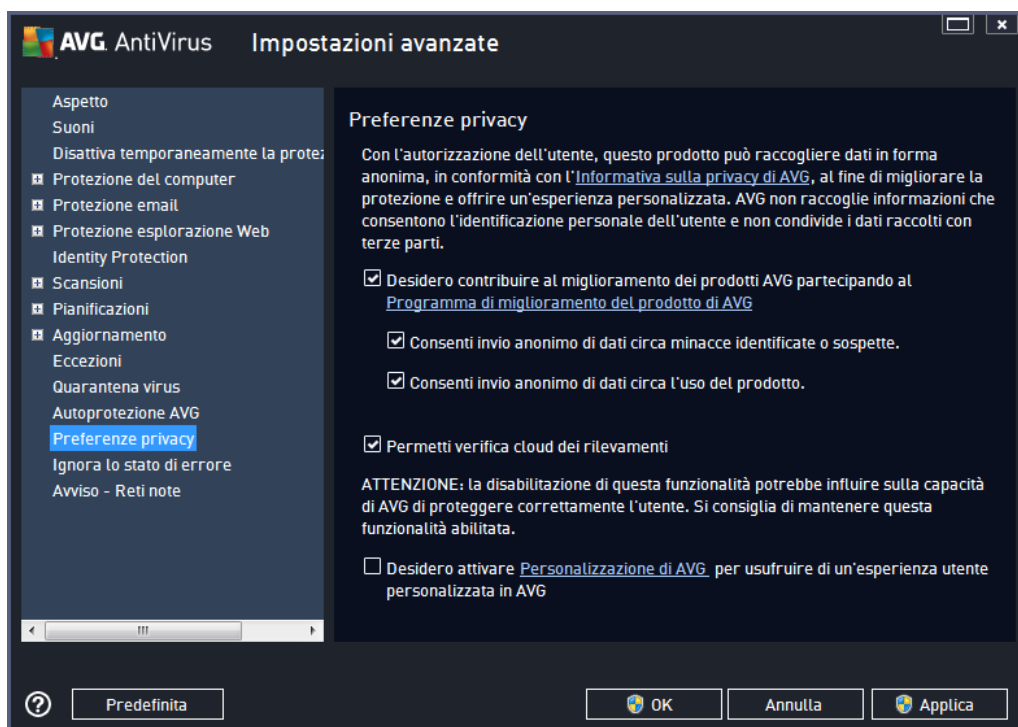 AVG. AntiVirus Impostazioni avanzate
Aspetto
Suoni
Disattiva temporaneamente la protez
Protezione del computer
Protezione email
Protezione esplorazione Web
Identity Protection
Scansioni
Pianificazioni
Aggiornamento
Eccezioni
Quarantena virus
Autoprotezione AVG
Preferenze privacy
Ignora lo stato di errore
Avviso - Reti note
Preferenze privacy
Con l'autorizzazione dell'utente, questo prodotto può raccogliere dati in forma
anonima, in conformità con l'Informativa sulla privacy di AVG, al fine di migliorare la
protezione e offrire un'esperienza personalizzata. AVG non raccoglie informazioni che
consentono l'identificazione personale dell'utente e non condivide i dati raccolti con
terze parti.
Desidero contribuire al miglioramento dei prodotti AVG partecipando al
Programma di miglioramento del prodotto di AVG
Consenti invio anonimo di dati circa minacce identificate o sospette.
Consenti invio anonimo di dati circa l'uso del prodotto.
Permetti verifica cloud dei rilevamenti
ATTENZIONE: la disabilitazione di questa funzionalità potrebbe influire sulla capacità
di AVG di proteggere correttamente l'utente. Si consiglia di mantenere questa
funzionalità abilitata.
Desidero attivare Personalizzazione di AVG per usufruire di un'esperienza utente
personalizzata in AVG
Predefinita
OK
Annulla
Applica